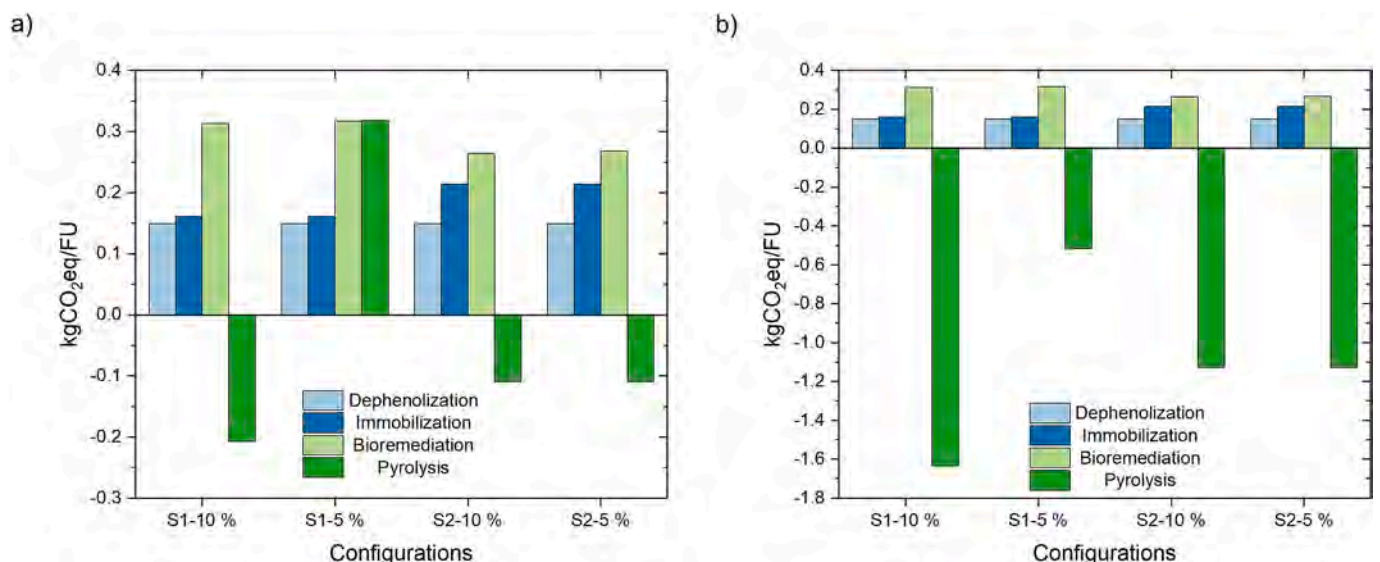 a)
0.4
0.3
0.2
0.1
0.0
-0.1
-0.2
-0.3
kgCO₂eq/FU
Dephenolization
Immobilization
Bioremediation
Pyrolysis
S1-10 % S1-5 % S2-10 % S2-5 %
Configurations
b)
0.4
0.2
0.0
-0.2
-0.4
-0.6
-0.8
-1.0
-1.2
-1.4
-1.6
-1.8
kgCO₂eq/FU
Dephenolization
Immobilization
Bioremediation
Pyrolysis
S1-10 % S1-5 % S2-10 % S2-5 %
Configurations